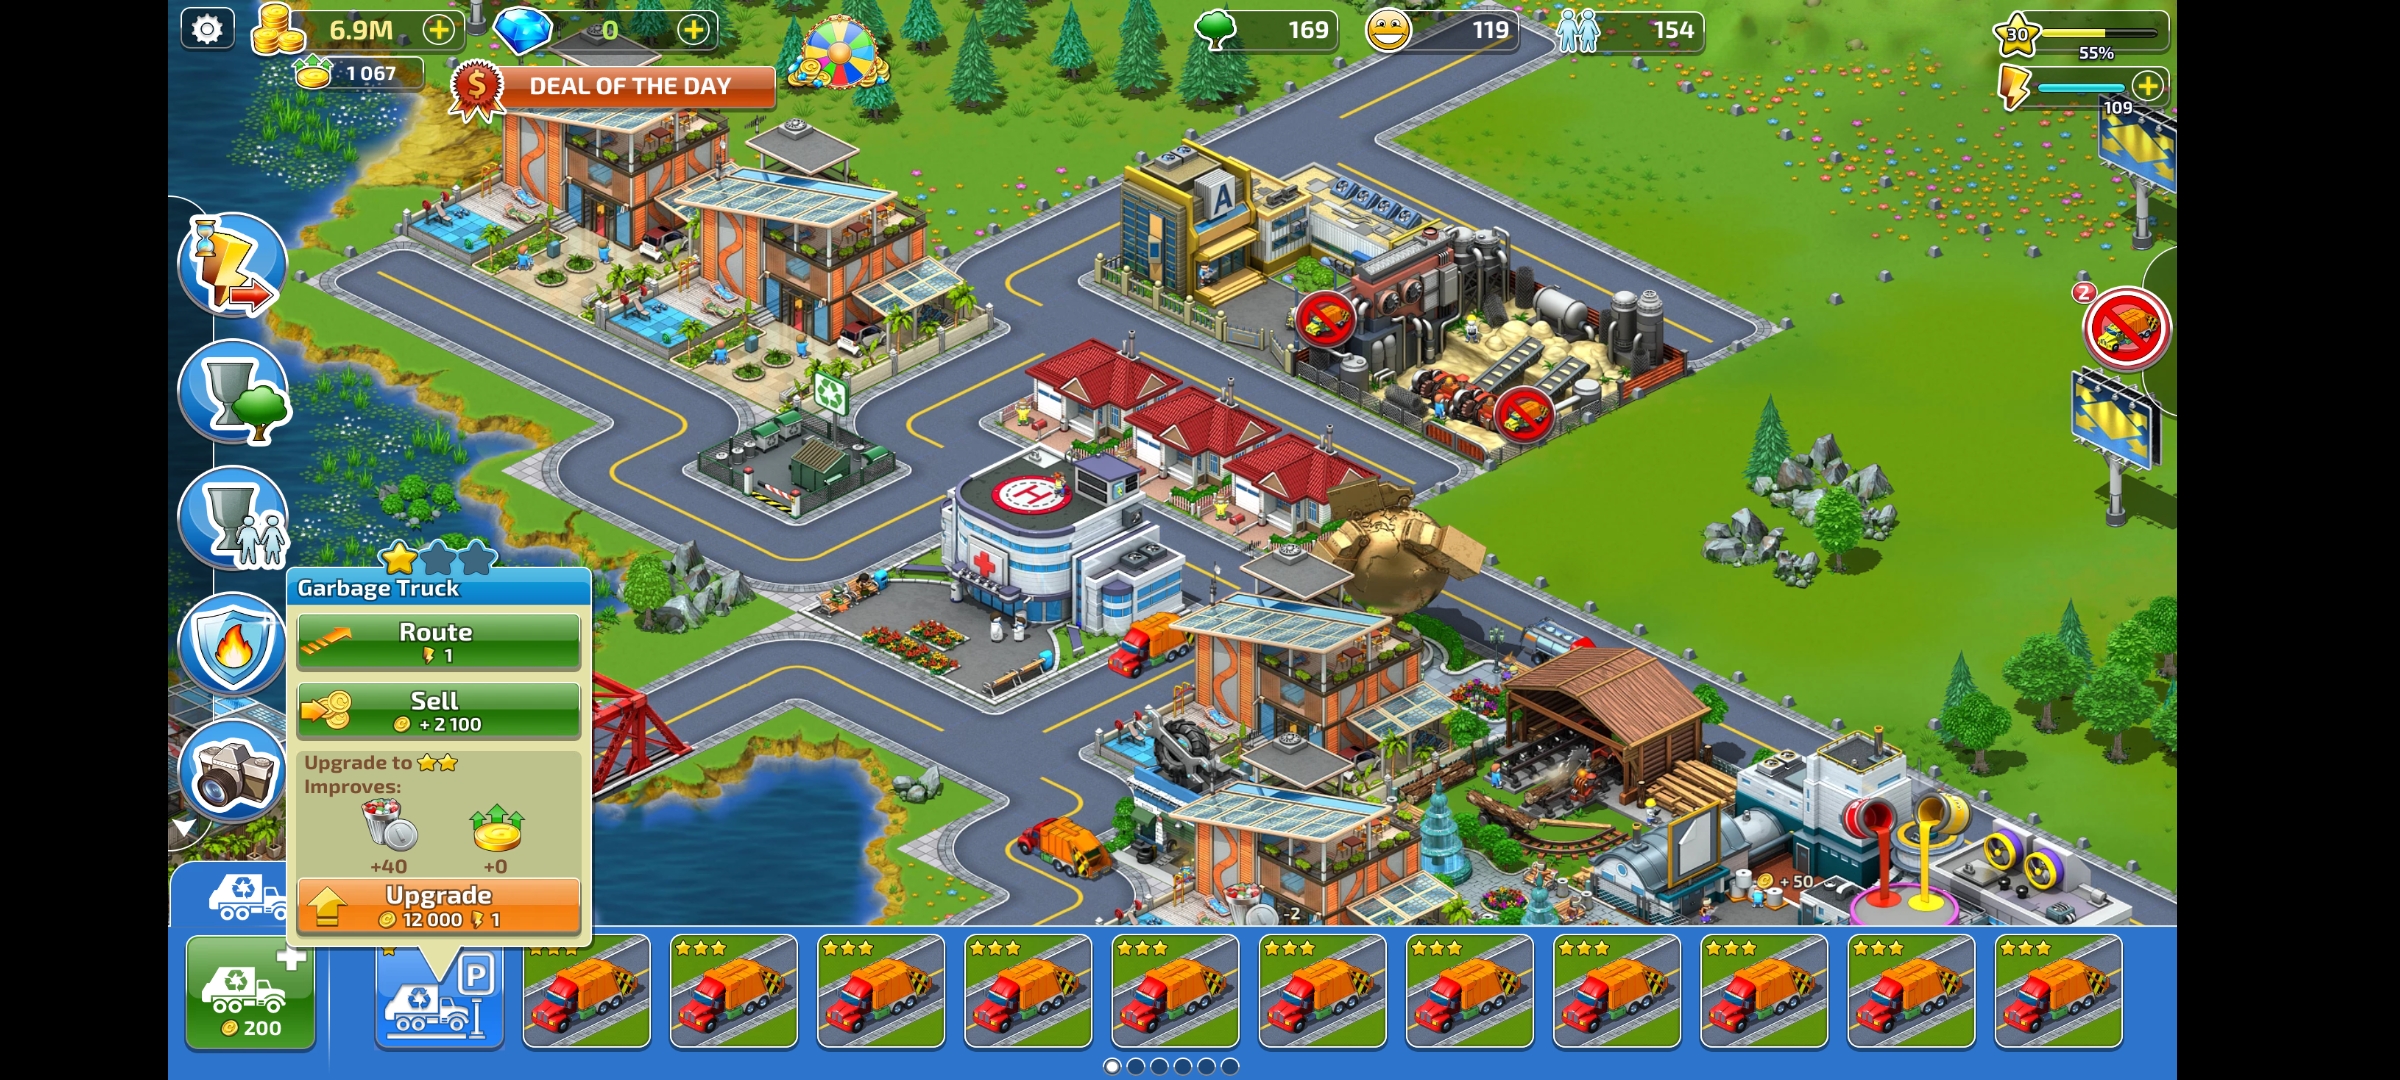 6.9M
0
169
119
154
30
55%
1 067
DEAL OF THE DAY
109
A
2
H
Garbage Truck
Route
1
Sell
+ 2 100
Upgrade to
Improves:
+40
+0
Upgrade
12 000
1
+ 50
-2
P
200